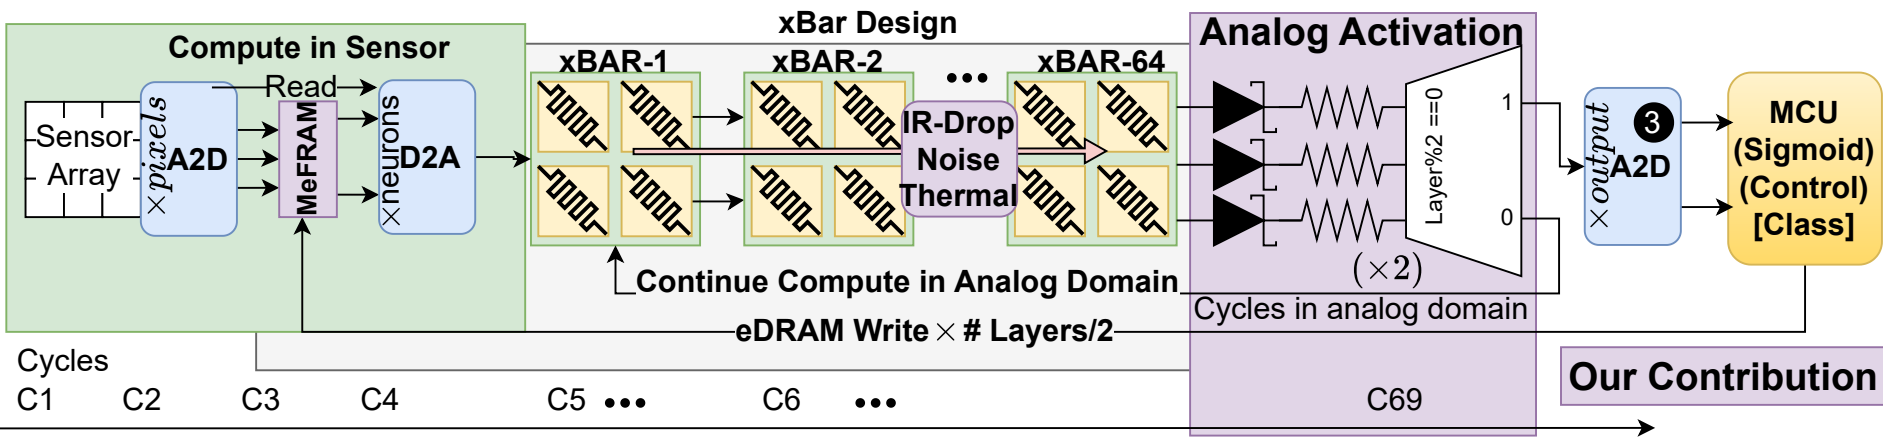 xBar Design
Compute in Sensor
Analog Activation
xBAR-1
xBAR-2
•••
xBAR-64
Read
Sensor
Array
×pixels
A2D
MeFRAM
×neurons
D2A
IR-Drop
Noise
Thermal
Layer%2 ==0
1
0
(×2)
×output
3
A2D
MCU
(Sigmoid)
(Control)
[Class]
Continue Compute in Analog Domain
Cycles in analog domain
eDRAM Write × # Layers/2
Cycles
C1 C2 C3 C4 C5 ••• C6 ••• C69
Our Contribution